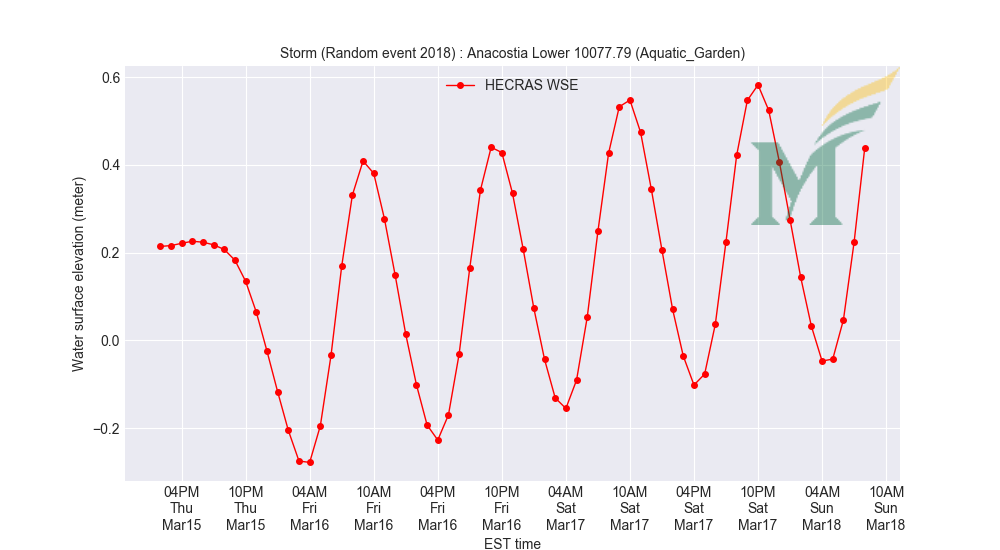 Storm (Random event 2018) : Anacostia Lower 10077.79 (Aquatic_Garden)
HECRAS WSE
Water surface elevation (meter)
0.6
0.4
0.2
0.0
−0.2
04PM 10PM 04AM 10AM 04PM 10PM 04AM 10AM 04PM 10PM 04AM 10AM
Thu Thu Fri Fri Fri Fri Sat Sat Sat Sat Sun Sun
Mar15 Mar15 Mar16 Mar16 Mar16 Mar16 Mar17 Mar17 Mar17 Mar17 Mar18 Mar18
EST time
M